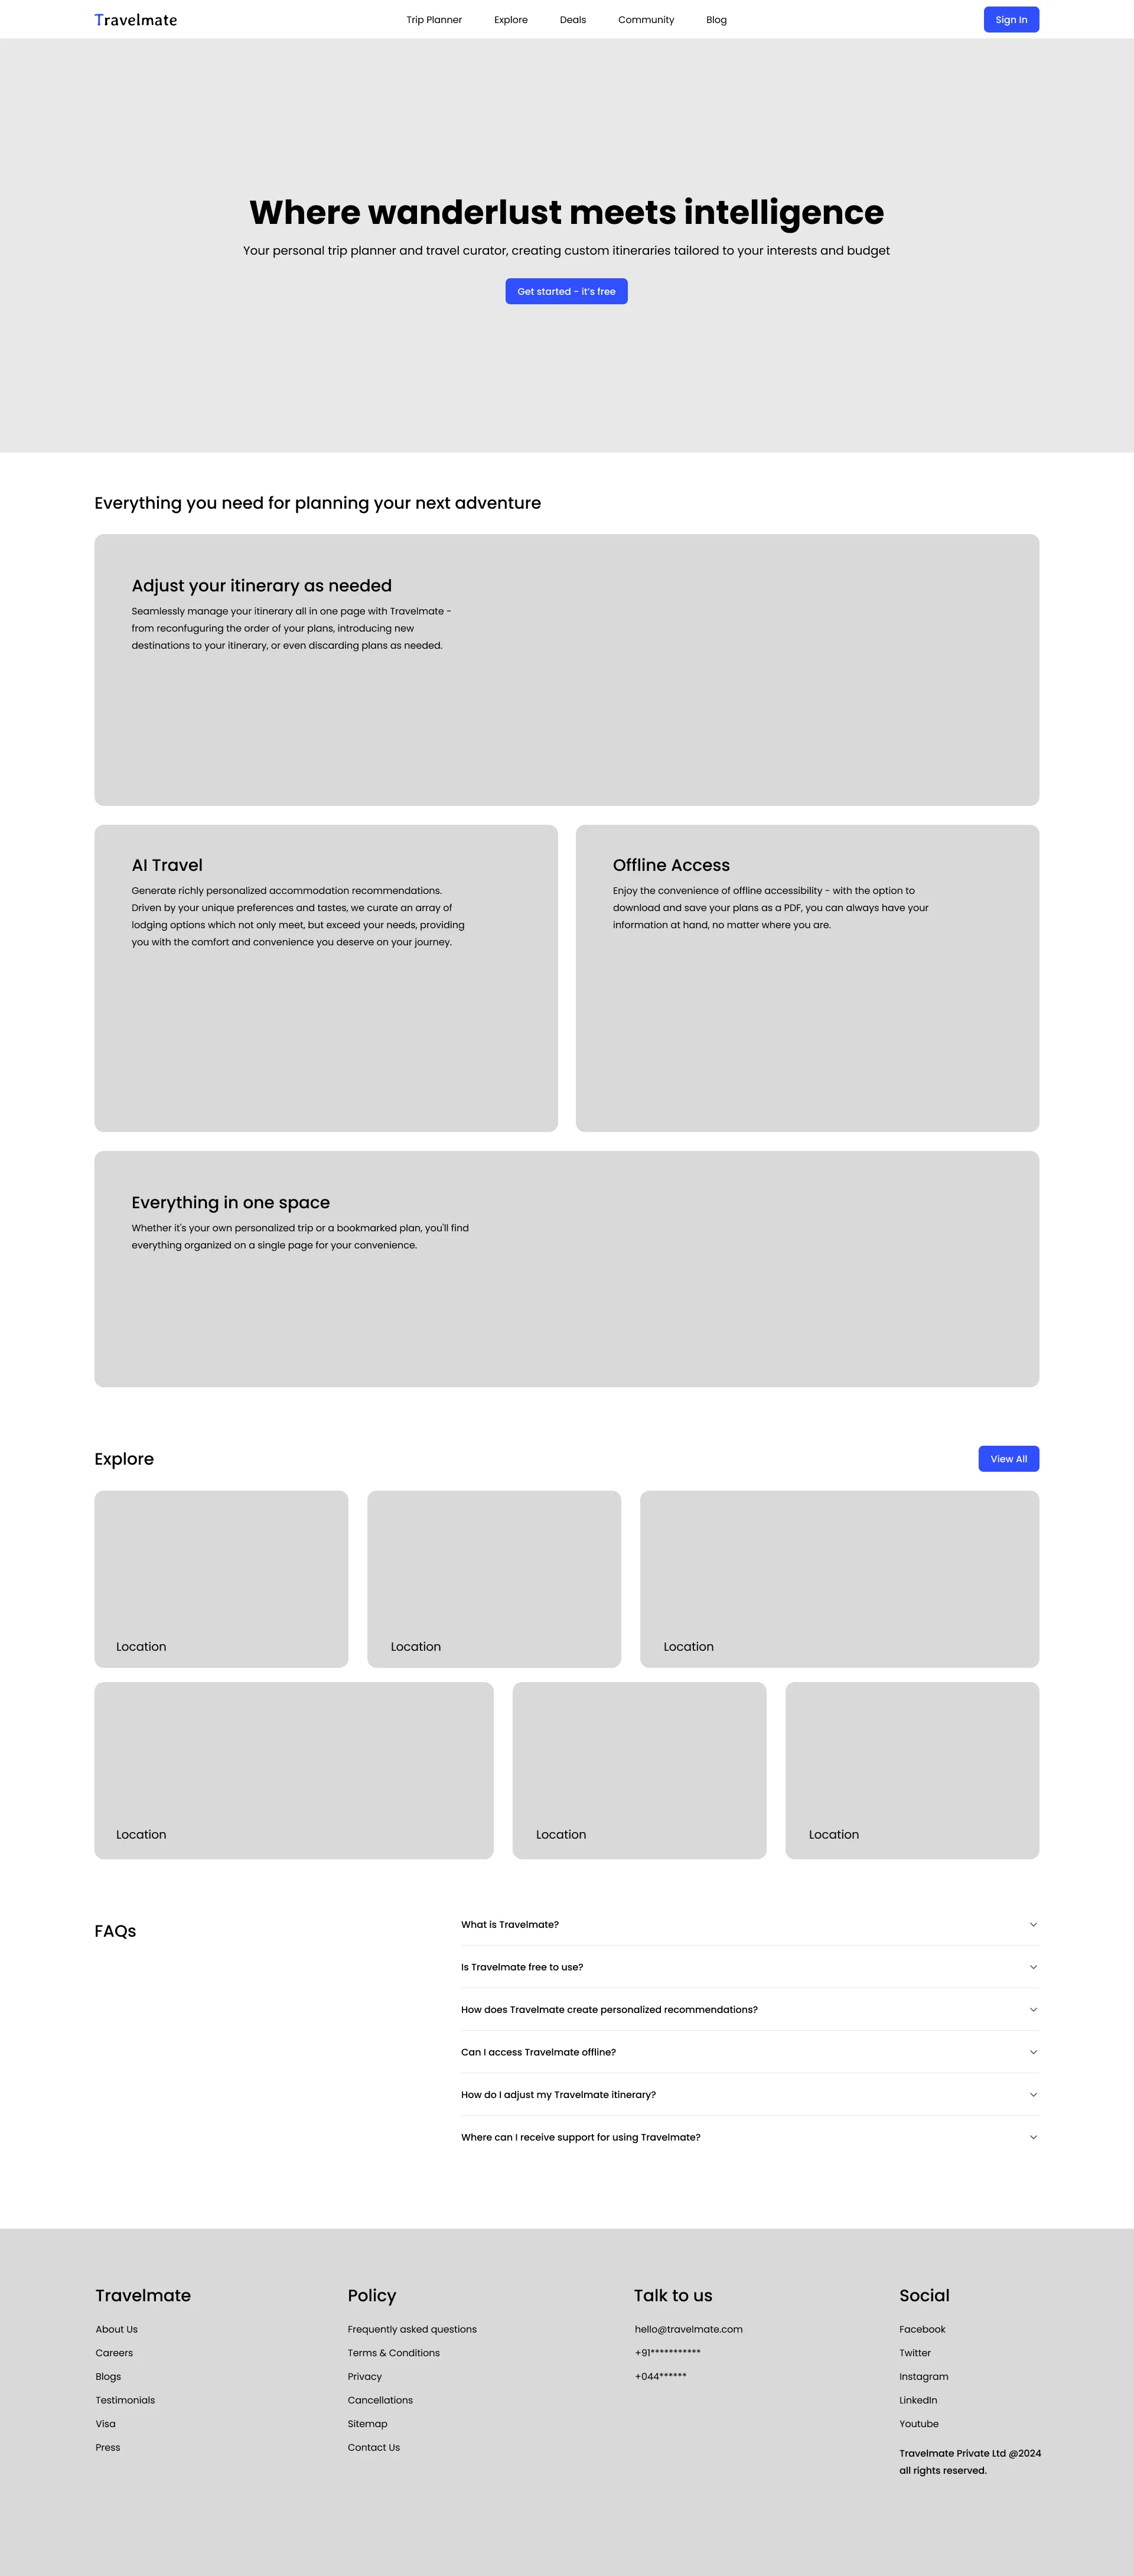 Travelmate
Trip Planner
Explore
Deals
Community
Blog
Sign In
Where wanderlust meets intelligence
Your personal trip planner and travel curator, creating custom itineraries tailored to your interests and budget
Get started - it's free
Everything you need for planning your next adventure
Adjust your itinerary as needed
Seamlessly manage your itinerary all in one page with Travelmate -
from reconfuguring the order of your plans, introducing new
destinations to your itinerary, or even discarding plans as needed.
AI Travel
Generate richly personalized accommodation recommendations.
Driven by your unique preferences and tastes, we curate an array of
lodging options which not only meet, but exceed your needs, providing
you with the comfort and convenience you deserve on your journey.
Offline Access
Enjoy the convenience of offline accessibility - with the option to
download and save your plans as a PDF, you can always have your
information at hand, no matter where you are.
Everything in one space
Whether it's your own personalized trip or a bookmarked plan, you'll find
everything organized on a single page for your convenience.
Explore
View All
Location
Location
Location
Location
Location
Location
FAQs
What is Travelmate?
Is Travelmate free to use?
How does Travelmate create personalized recommendations?
Can I access Travelmate offline?
How do I adjust my Travelmate itinerary?
Where can I receive support for using Travelmate?
Travelmate
About Us
Careers
Blogs
Testimonials
Visa
Press
Policy
Frequently asked questions
Terms & Conditions
Privacy
Cancellations
Sitemap
Contact Us
Talk to us
hello@travelmate.com
+91***********
+044******
Social
Facebook
Twitter
Instagram
LinkedIn
Youtube
Travelmate Private Ltd @2024
all rights reserved.